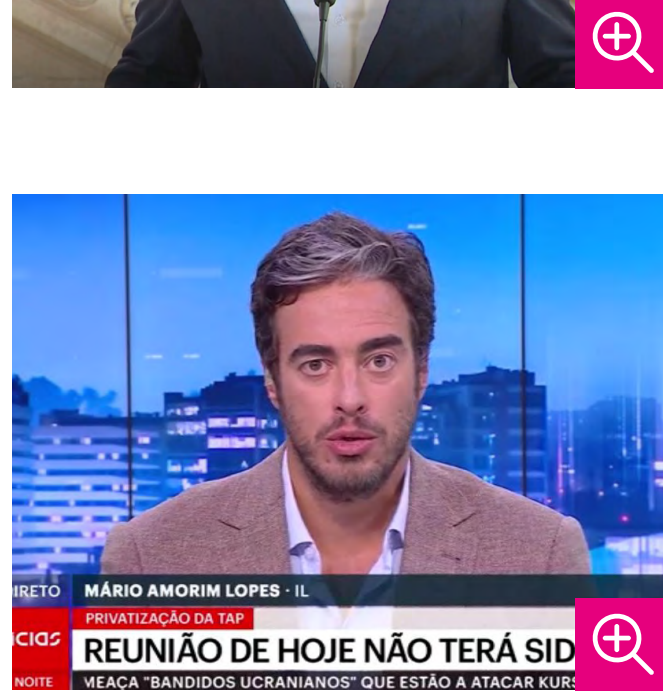 IRETO
MÁRIO AMORIM LOPES · IL
PRIVATIZAÇÃO DA TAP
ICIAS
REUNIÃO DE HOJE NÃO TERÁ SID
NOITE
MEAÇA "BANDIDOS UCRANIANOS" QUE ESTÃO A ATACAR KURS